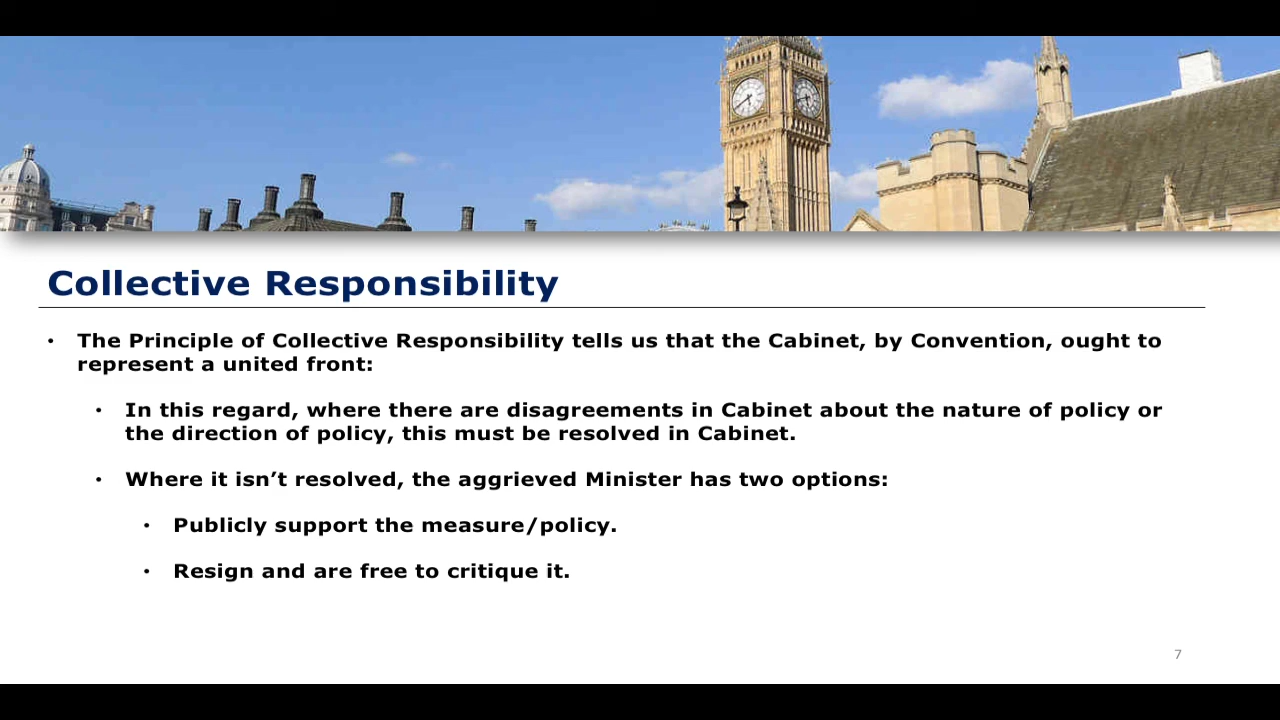 Collective Responsibility
• The Principle of Collective Responsibility tells us that the Cabinet, by Convention, ought to
represent a united front:
• In this regard, where there are disagreements in Cabinet about the nature of policy or
the direction of policy, this must be resolved in Cabinet.
• Where it isn’t resolved, the aggrieved Minister has two options:
• Publicly support the measure/policy.
• Resign and are free to critique it.
7